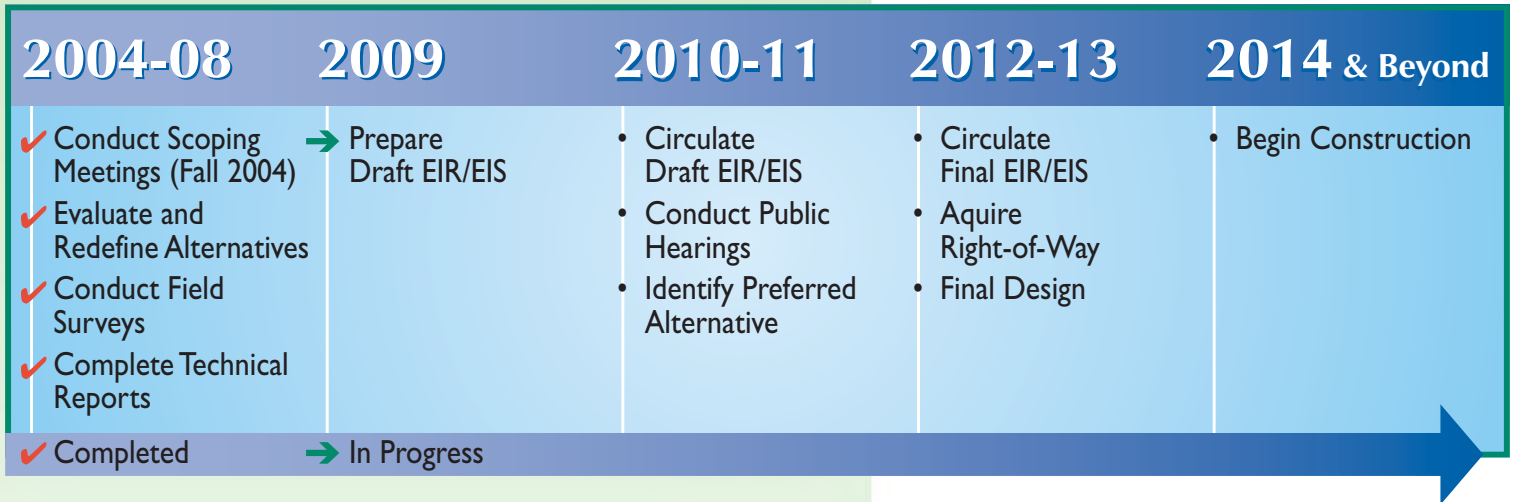 2004-08
2009
2010-11
2012-13
2014 & Beyond
✔ Conduct Scoping
Meetings (Fall 2004)
✔ Evaluate and
Redefine Alternatives
✔ Conduct Field
Surveys
✔ Complete Technical
Reports
➔ Prepare
Draft EIR/EIS
• Circulate
Draft EIR/EIS
• Conduct Public
Hearings
• Identify Preferred
Alternative
• Circulate
Final EIR/EIS
• Aquire
Right-of-Way
• Final Design
• Begin Construction
✔ Completed
➔ In Progress